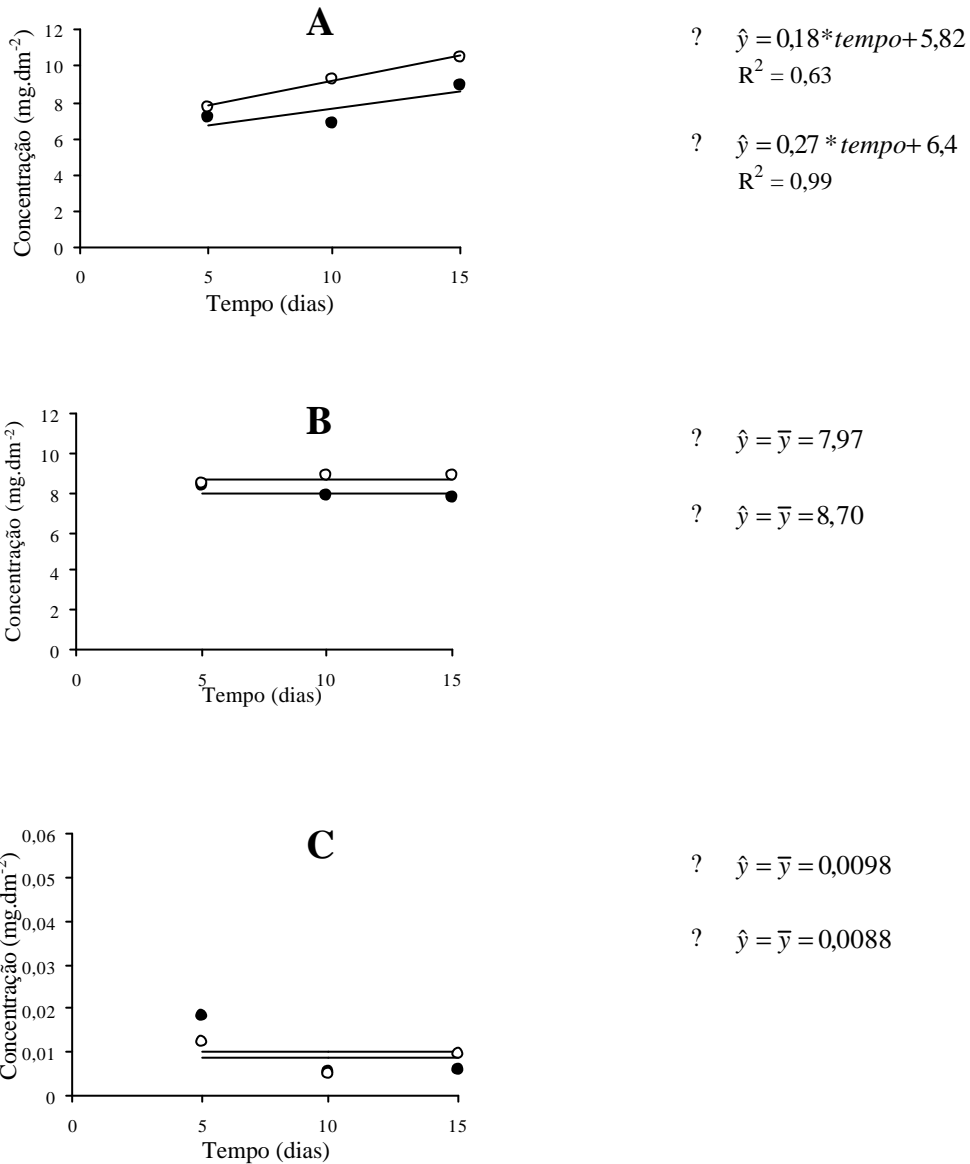 A
Concentração (mg.dm-2)
12
10
8
6
4
2
0
0 5 10 15
Tempo (dias)
? ŷ = 0,18*tempo+5,82
R2 = 0,63
? ŷ = 0,27*tempo+6,4
R2 = 0,99
B
Concentração (mg.dm-2)
12
10
8
6
4
2
0
0 5 10 15
Tempo (dias)
? ŷ = y̅ = 7,97
? ŷ = y̅ = 8,70
C
Concentração (mg.dm-2)
0,06
0,05
0,04
0,03
0,02
0,01
0
0 5 10 15
Tempo (dias)
? ŷ = y̅ = 0,0098
? ŷ = y̅ = 0,0088